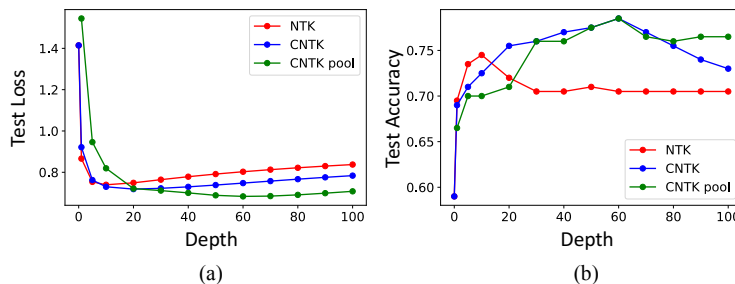 Test Loss
1.4
1.2
1.0
0.8
0 20 40 60 80 100
Depth
NTK
CNTK
CNTK pool
(a)
Test Accuracy
0.75
0.70
0.65
0.60
0 20 40 60 80 100
Depth
NTK
CNTK
CNTK pool
(b)